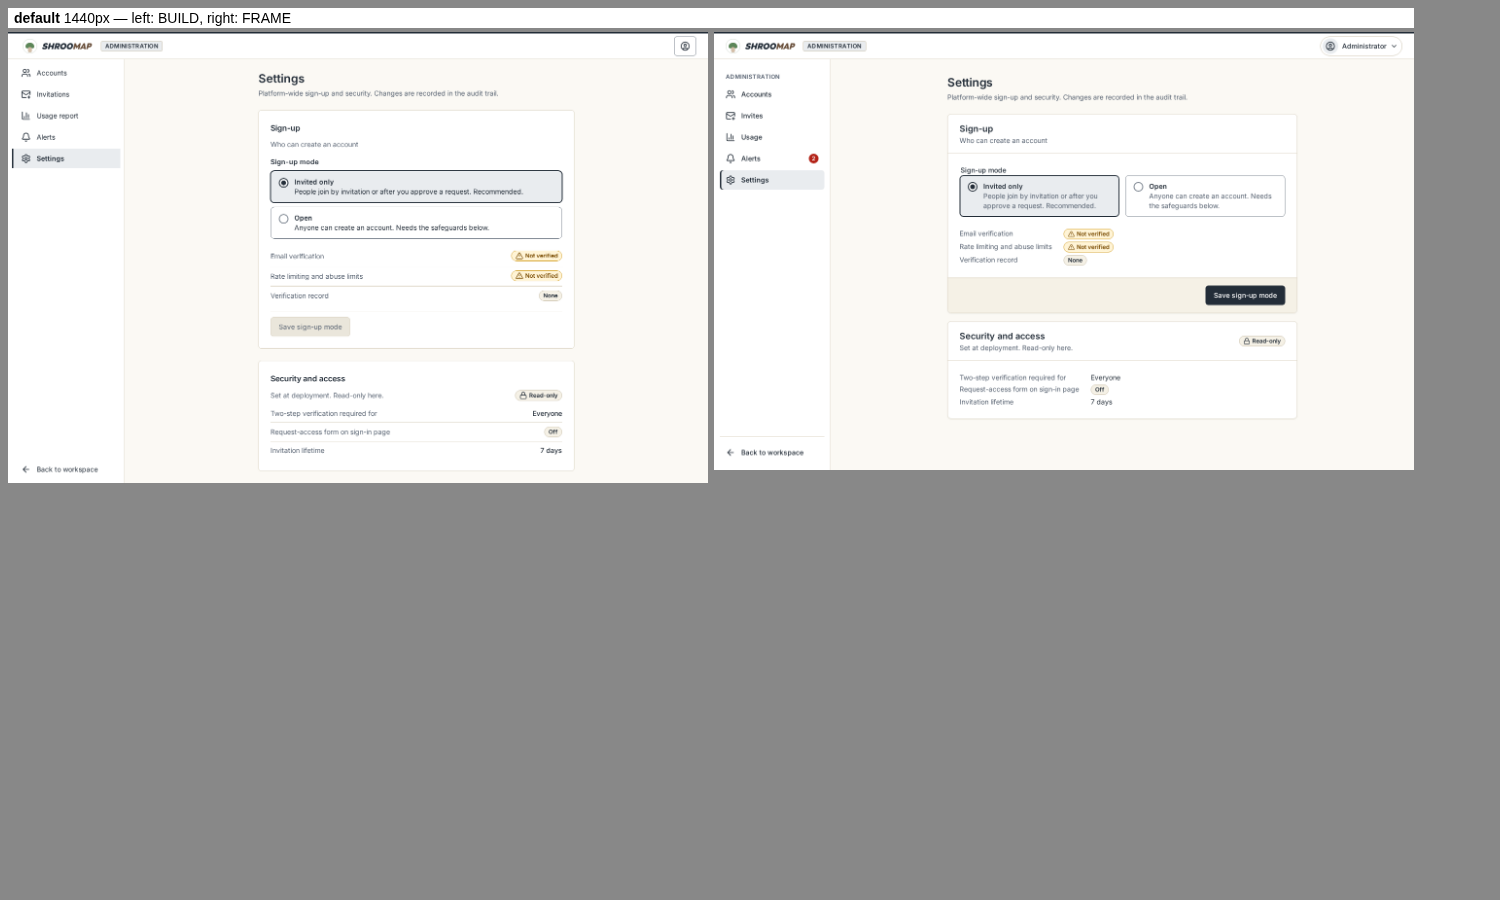 default 1440px — left: BUILD, right: FRAME
SHROOMAP ADMINISTRATION
Accounts
Invitations
Usage report
Alerts
Settings
Back to workspace
Settings
Platform-wide sign-up and security. Changes are recorded in the audit trail.
Sign-up
Who can create an account
Sign-up mode
Invited only
People join by invitation or after you approve a request. Recommended.
Open
Anyone can create an account. Needs the safeguards below.
Email verification Not verified
Rate limiting and abuse limits Not verified
Verification record None
Save sign-up mode
Security and access
Set at deployment. Read-only here. Read-only
Two-step verification required for Everyone
Request-access form on sign-in page Off
Invitation lifetime 7 days
SHROOMAP ADMINISTRATION Administrator
ADMINISTRATION
Accounts
Invites
Usage
Alerts 2
Settings
Back to workspace
Settings
Platform-wide sign-up and security. Changes are recorded in the audit trail.
Sign-up
Who can create an account
Sign-up mode
Invited only
People join by invitation or after you
approve a request. Recommended.
Open
Anyone can create an account. Needs
the safeguards below.
Email verification Not verified
Rate limiting and abuse limits Not verified
Verification record None
Save sign-up mode
Security and access
Set at deployment. Read-only here.
Read-only
Two-step verification required for Everyone
Request-access form on sign-in page Off
Invitation lifetime 7 days